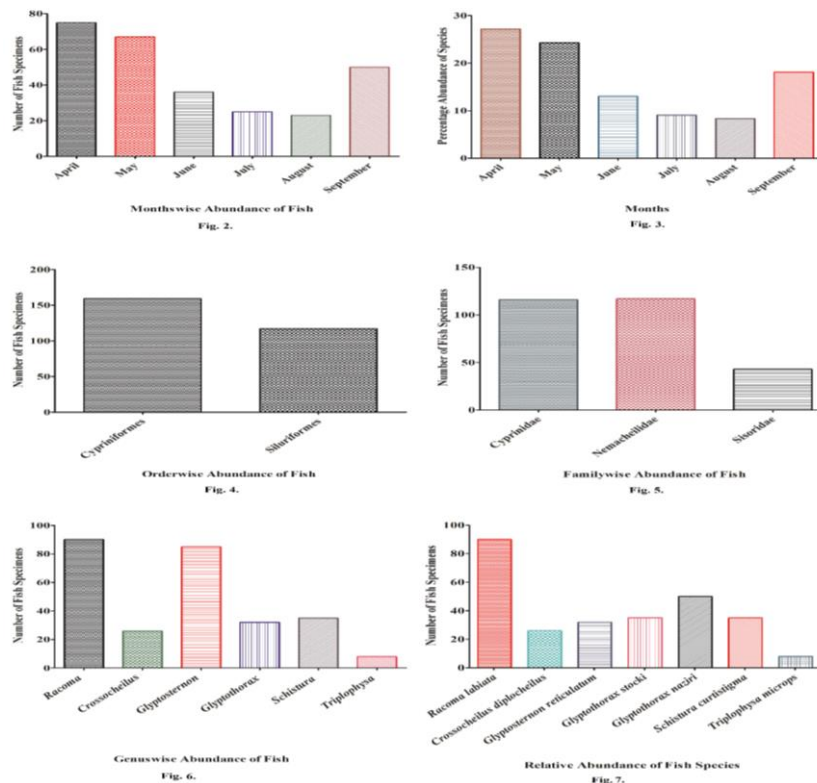 Number of Fish Specimens
80
60
40
20
0
April
May
June
July
August
September
Monthswise Abundance of Fish
Fig. 2.
Percentage Abundance of Species
30
20
10
0
April
May
June
July
August
September
Months
Fig. 3.
Number of Fish Specimens
200
150
100
50
0
Cypriniformes
Siluriformes
Orderwise Abundance of Fish
Fig. 4.
Number of Fish Specimens
150
100
50
0
Cyprinidae
Nemacheilidae
Sisoridae
Familywise Abundance of Fish
Fig. 5.
Number of Fish Specimens
100
80
60
40
20
0
Racoma
Crossocheilus
Glyptosternon
Glyptothorax
Schistura
Triplophysa
Genuswise Abundance of Fish
Fig. 6.
Number of Fish Specimens
100
80
60
40
20
0
Racoma labiata
Crossocheilus diplocheilus
Glyptosternon reticulatum
Glyptothorax stocki
Glyptothorax naziri
Schistura curtistigma
Triplophysa microps
Relative Abundance of Fish Species
Fig. 7.